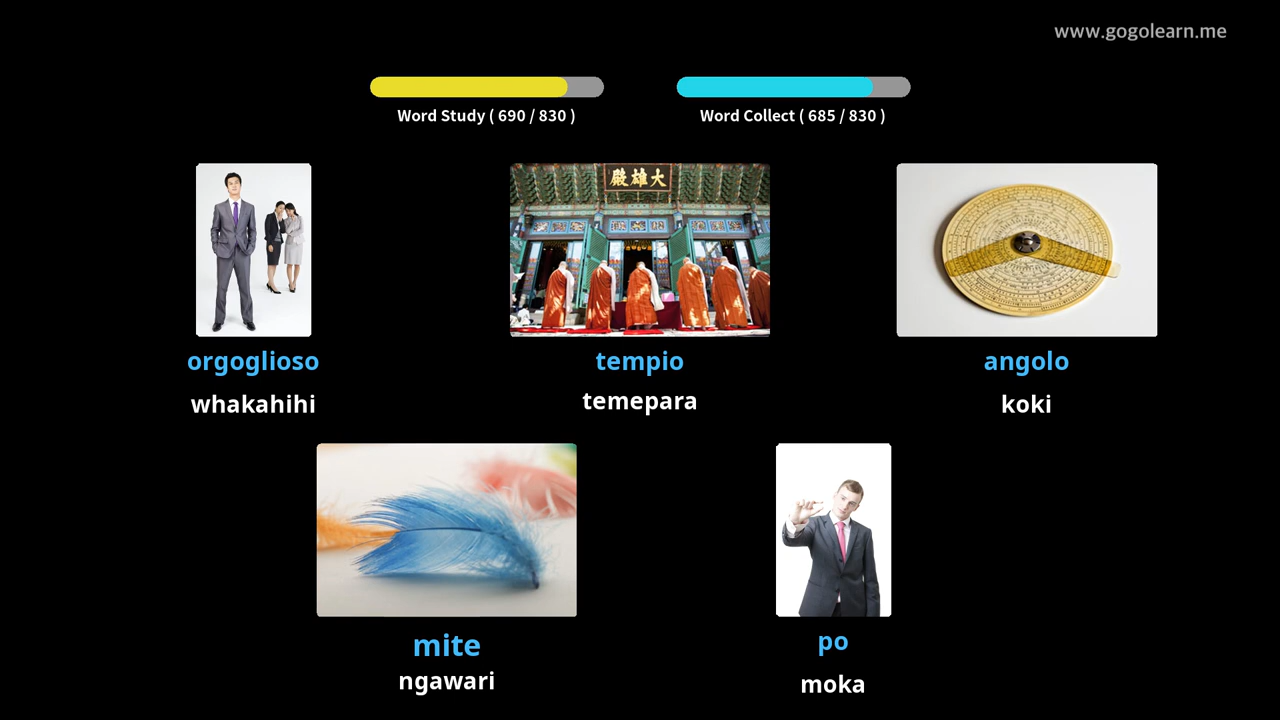 www.gogolearn.me
Word Study ( 690 / 830 )
Word Collect ( 685 / 830 )
大雄殿
orgoglioso
whakahihi
tempio
temepara
angolo
koki
mite
ngawari
po
moka